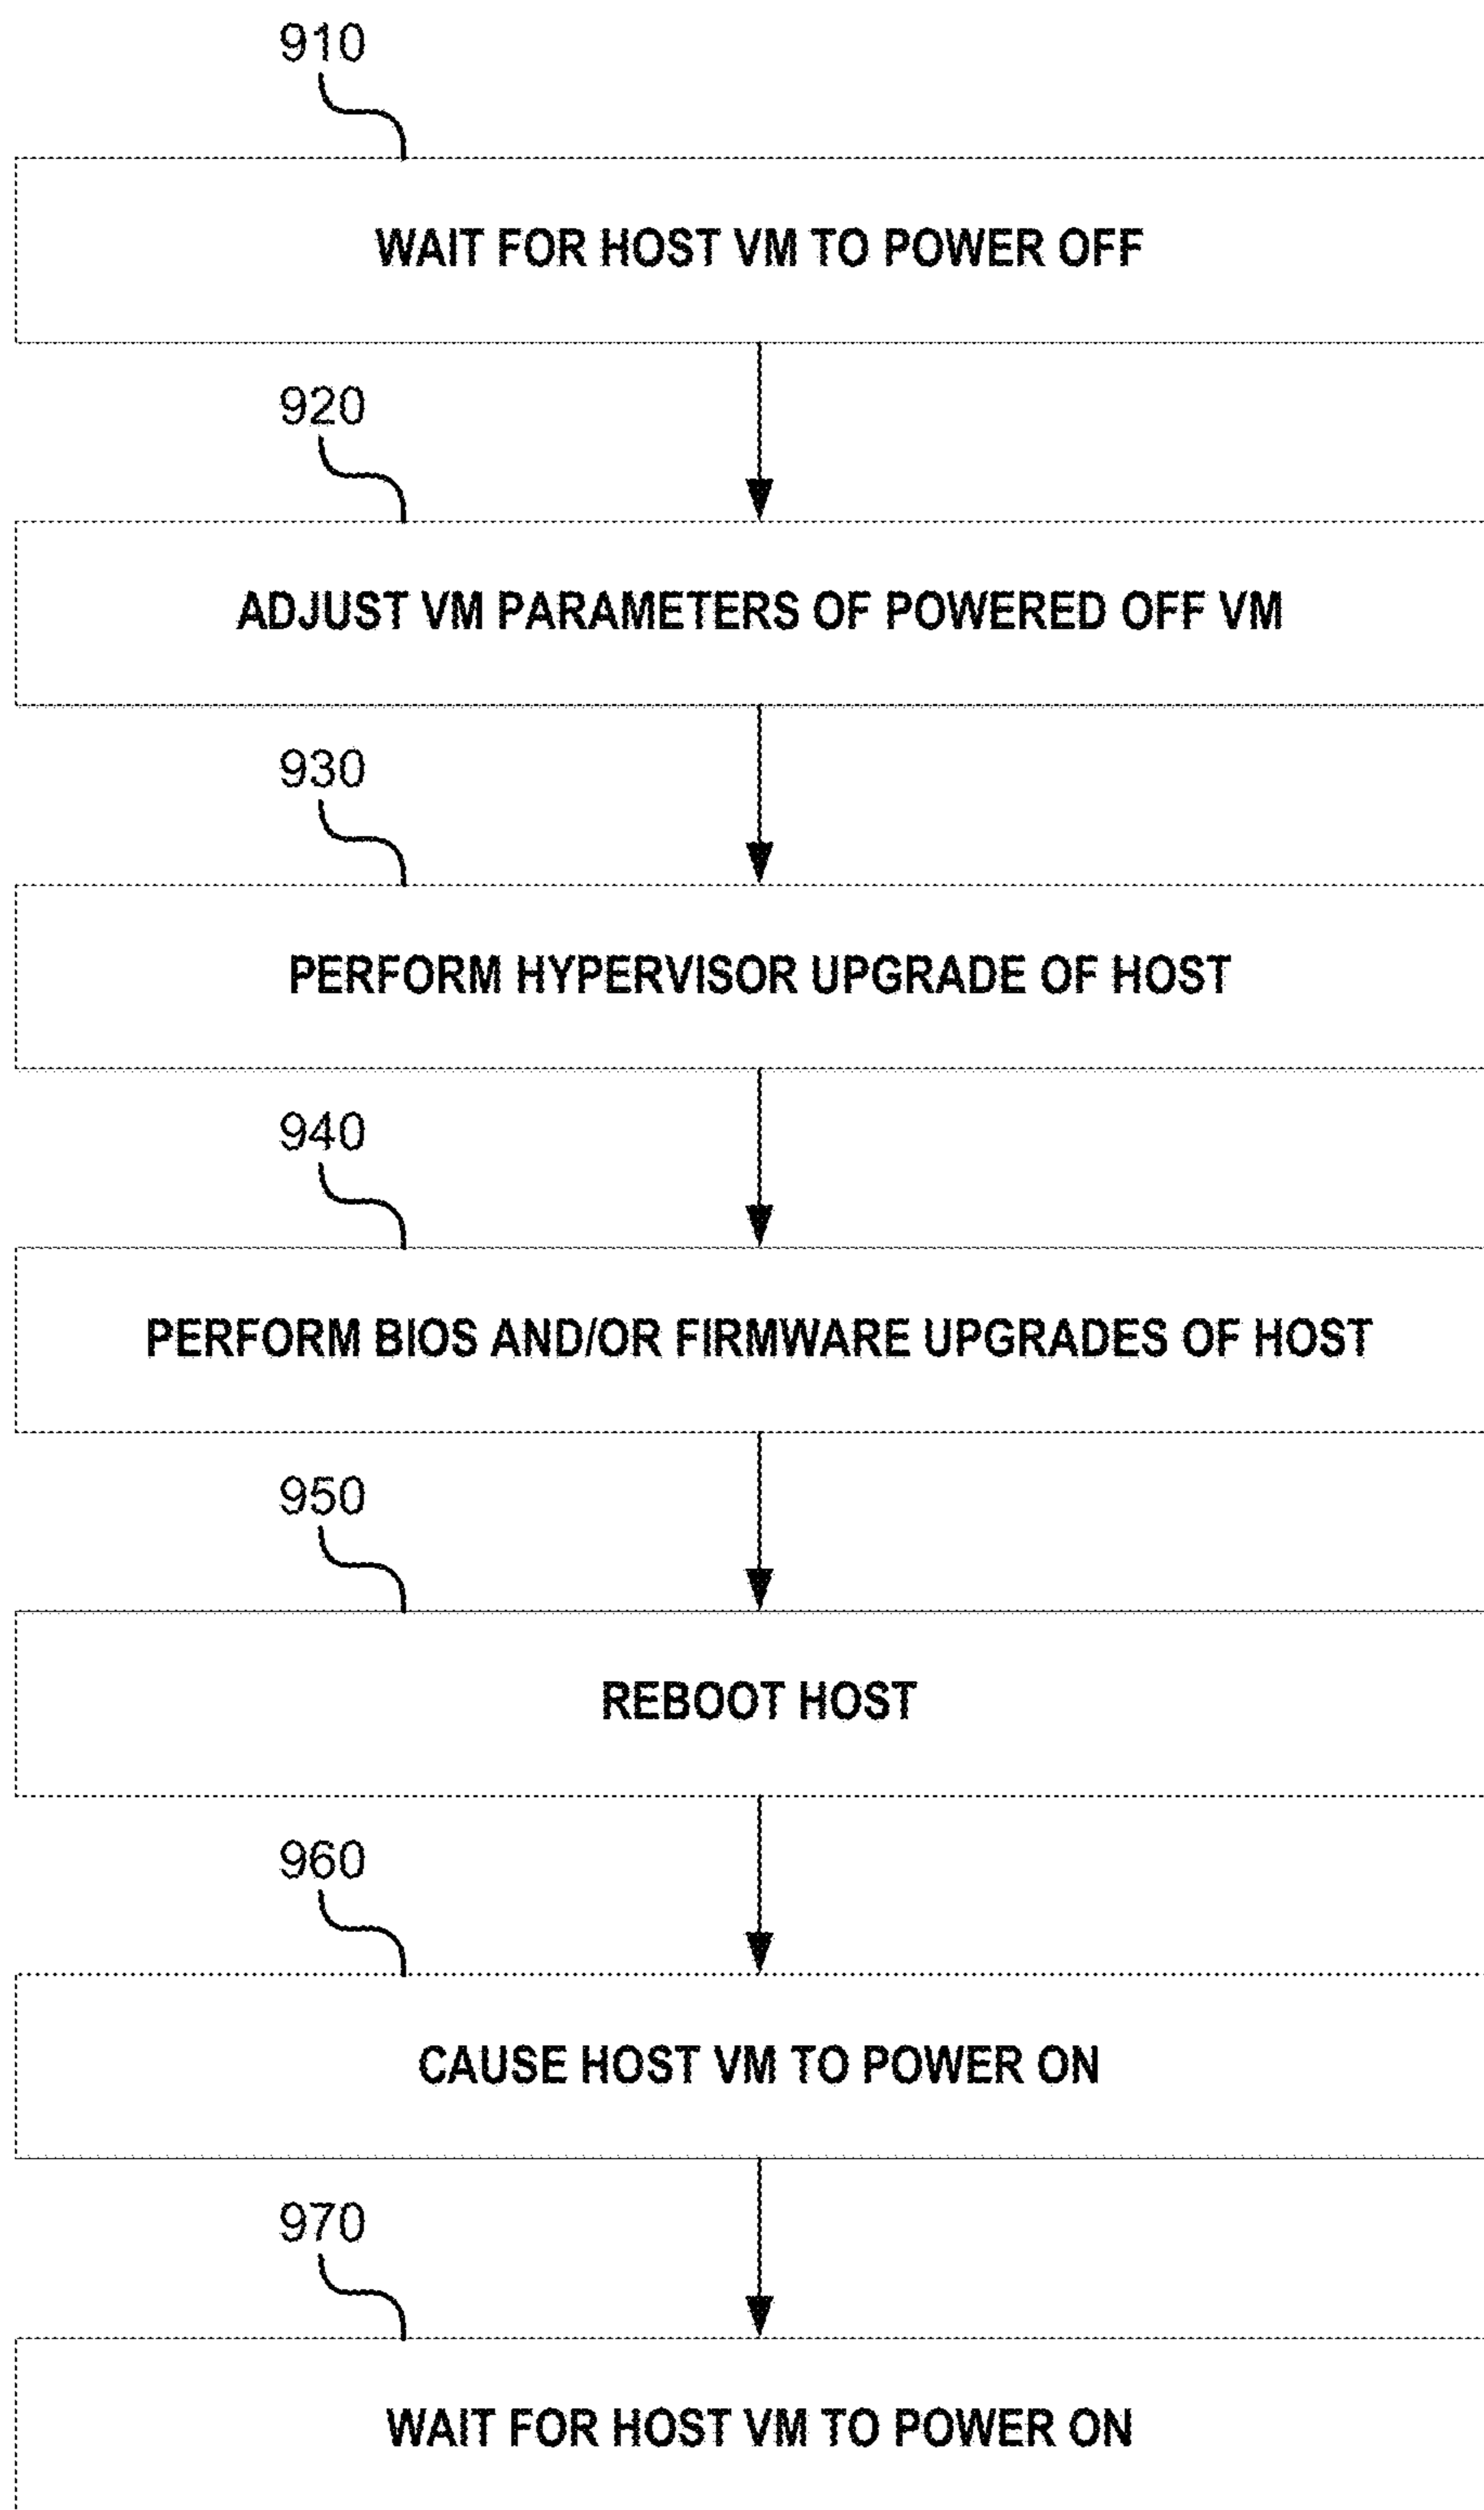 910
WAIT FOR HOST VM TO POWER OFF
920
ADJUST VM PARAMETERS OF POWERED OFF VM
930
PERFORM HYPERVISOR UPGRADE OF HOST
940
PERFORM BIOS AND/OR FIRMWARE UPGRADES OF HOST
950
REBOOT HOST
960
CAUSE HOST VM TO POWER ON
970
WAIT FOR HOST VM TO POWER ON